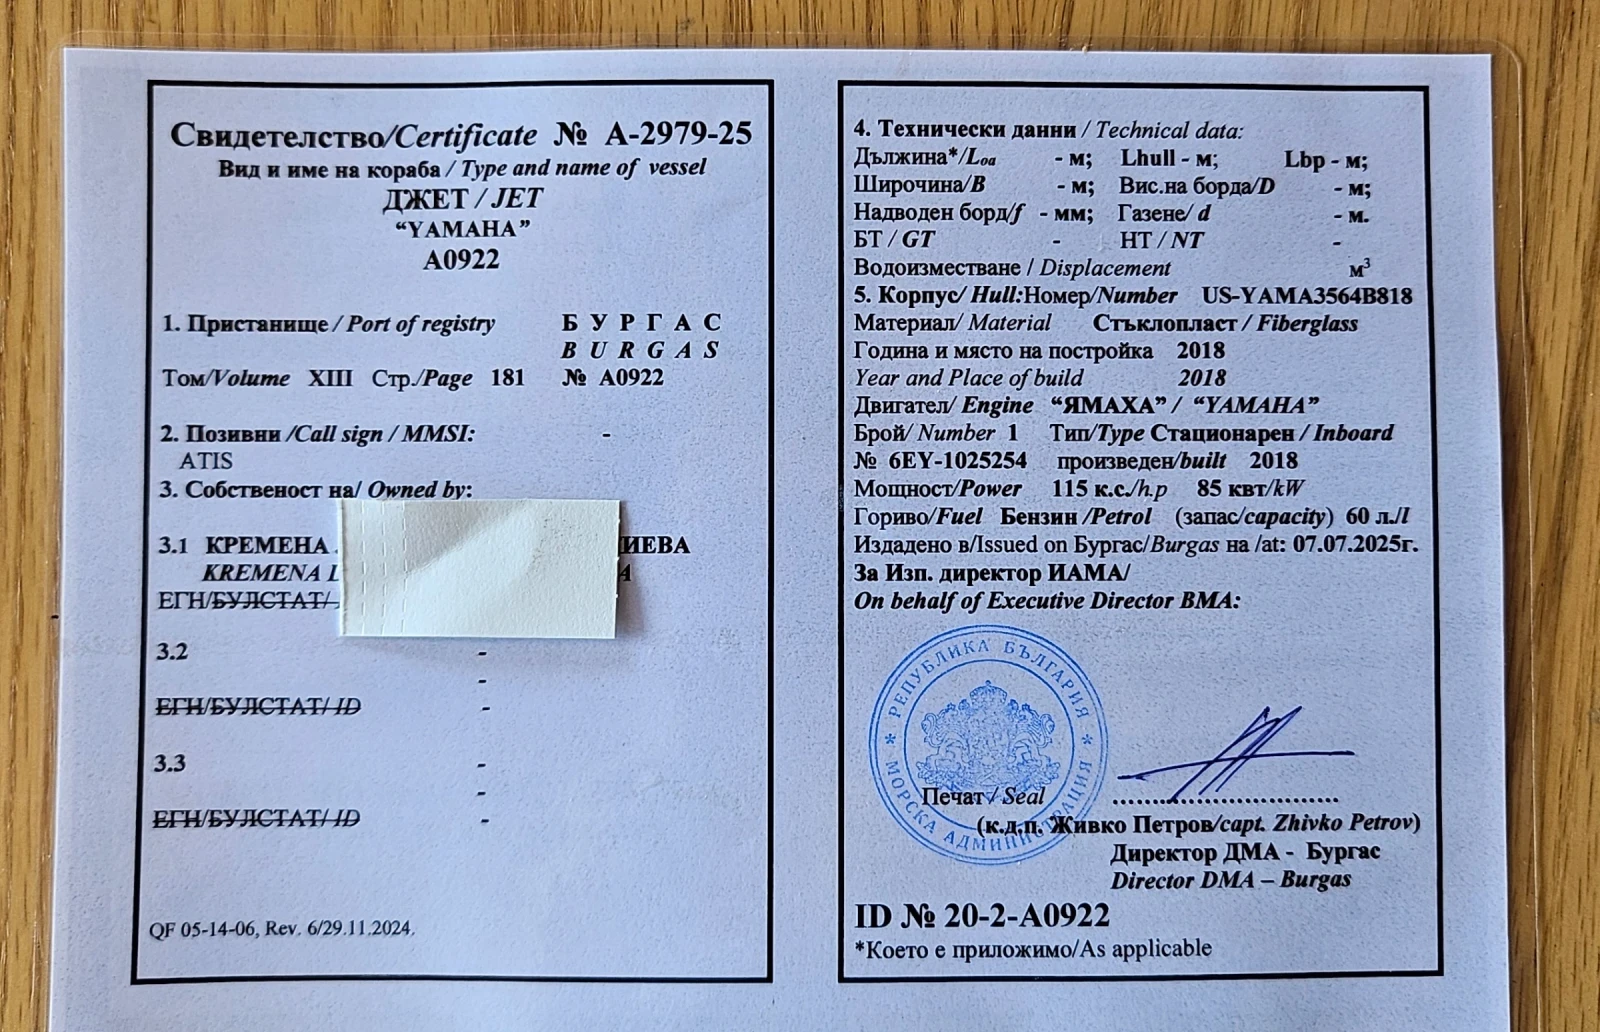 Свидетелство/Certificate № А-2979-25
Вид и име на кораба / Type and name of vessel
ДЖЕТ / JET
“YAMAHA”
А0922
1. Пристанище / Port of registry БУРГАС
BURGAS
Том/Volume XIII Стр./Page 181 № А0922
2. Позивни /Call sign / MMSI: -
ATIS
3. Собственост на/ Owned by:
3.1 КРЕМЕНА
KREMENA
ЕГН/БУЛСТАТ/
3.2 -
-
ЕГН/БУЛСТАТ/ ID -
3.3 -
-
ЕГН/БУЛСТАТ/ ID -
QF 05-14-06, Rev. 6/29.11.2024.
4. Технически данни / Technical data:
Дължина*/Loa - м; Lhull - м; Lbp - м;
Широчина/B - м; Вис.на борда/D - м;
Надводен борд/f - мм; Газене/ d - м.
БТ / GT - НТ / NT -
Водоизместване / Displacement м³
5. Корпус/ Hull:Номер/Number US-YAMA3564B818
Материал/ Material Стъклопласт / Fiberglass
Година и място на постройка 2018
Year and Place of build 2018
Двигател/ Engine “ЯМАХА” / “YAMAHA”
Брой/ Number 1 Тип/Type Стационарен / Inboard
№ 6EY-1025254 произведен/built 2018
Мощност/Power 115 к.с./h.p 85 квт/kW
Гориво/Fuel Бензин /Petrol (запас/capacity) 60 л./l
Издадено в/Issued on Бургас/Burgas на /at: 07.07.2025г.
За Изп. директор ИАМА/
On behalf of Executive Director BMA:
РЕПУБЛИКА БЪЛГАРИЯ
* МОРСКА АДМИНИСТРАЦИЯ *
Печат / Seal
(к.д.п. Живко Петров/capt. Zhivko Petrov)
Директор ДМА - Бургас
Director DMA – Burgas
ID № 20-2-А0922
*Което е приложимо/As applicable